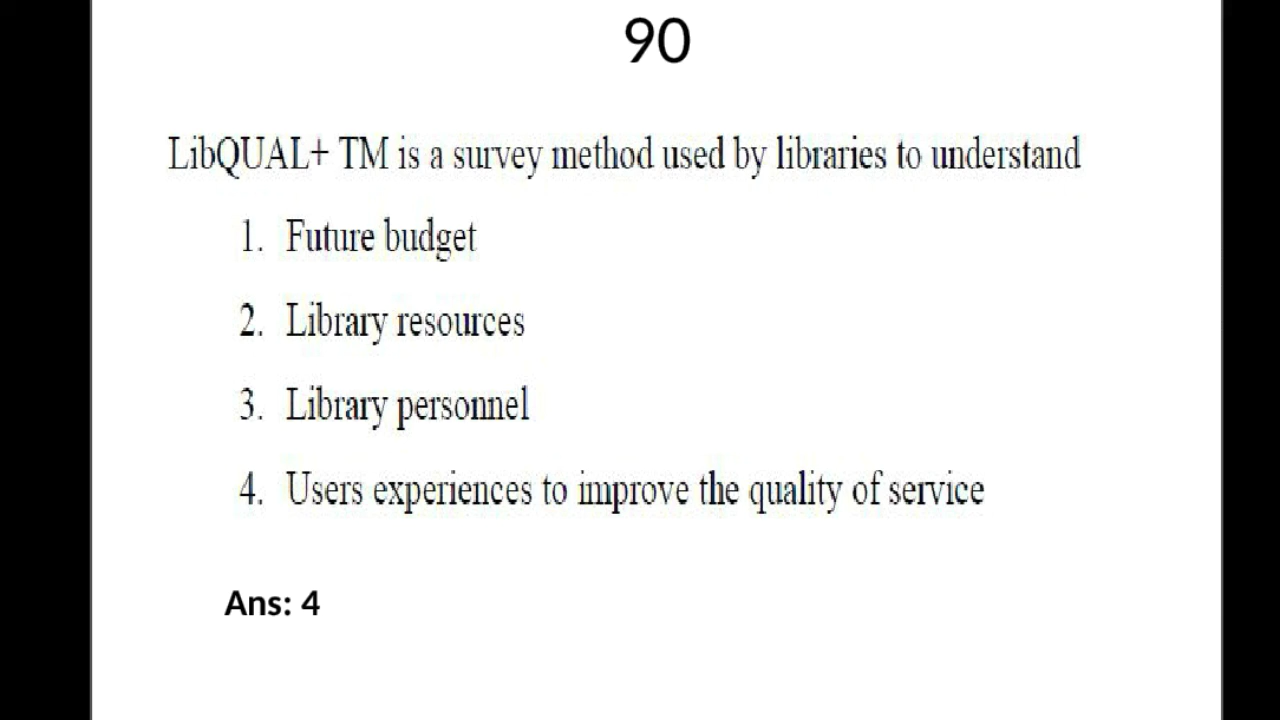 90
LibQUAL+ TM is a survey method used by libraries to understand
1. Future budget
2. Library resources
3. Library personnel
4. Users experiences to improve the quality of service
Ans: 4